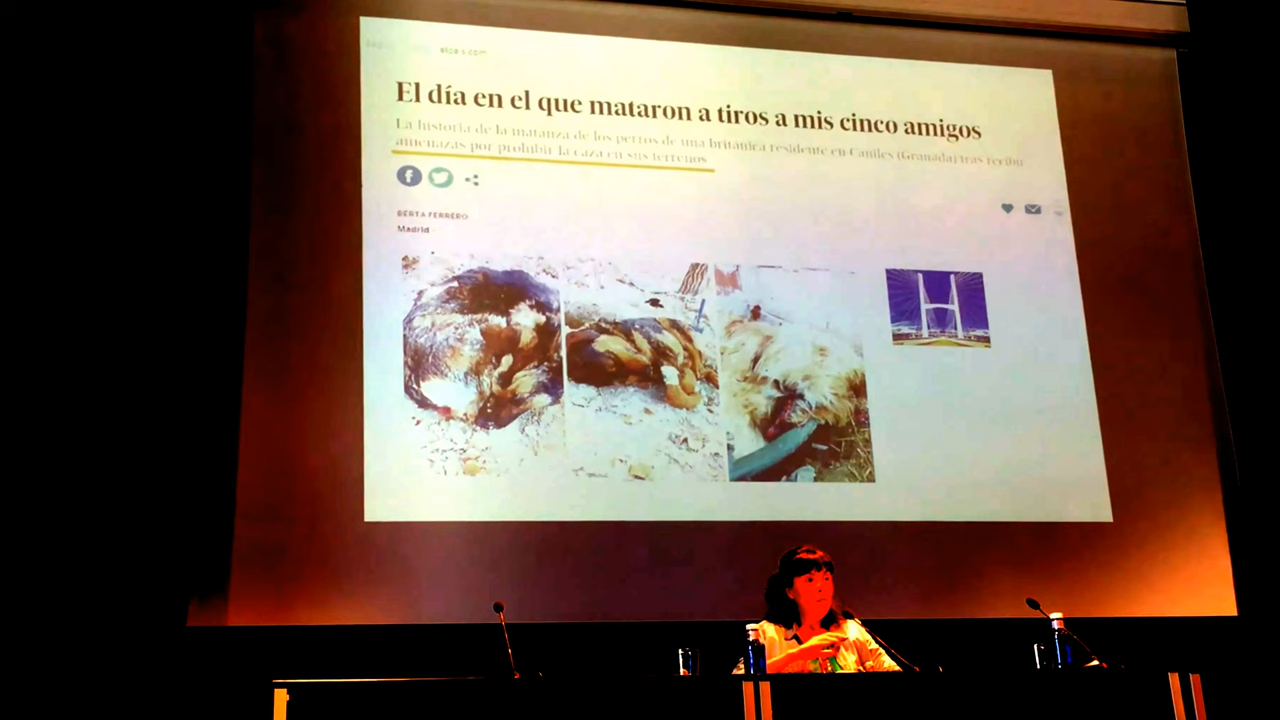 El día en el que mataron a tiros a mis cinco amigos
La historia de la matanza de los perros de una británica residente en Caniles (Granada) tras recibir
amenazas por prohibir la caza en sus terrenos
BERTA FERRERO
Madrid